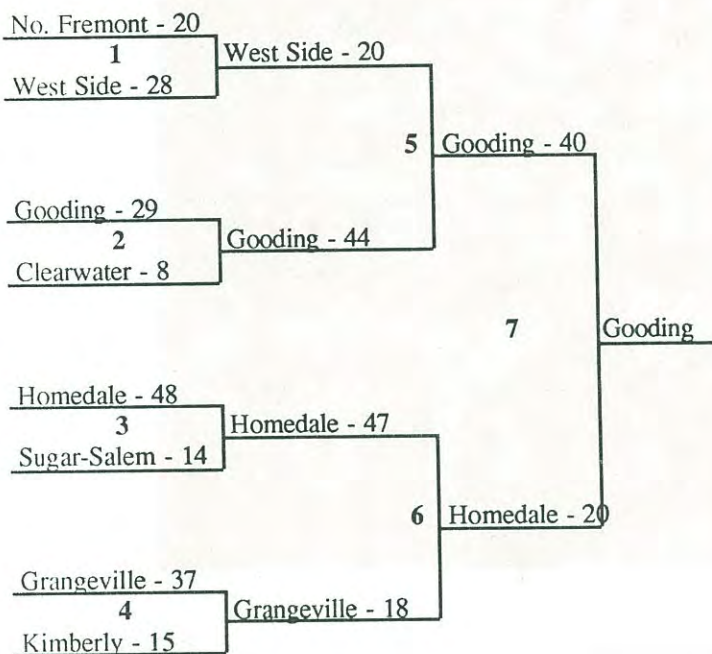 No. Fremont - 20
1
West Side - 28
West Side - 20
5
Gooding - 40
Gooding - 29
2
Clearwater - 8
Gooding - 44
7
Gooding
Homedale - 48
3
Sugar-Salem - 14
Homedale - 47
6
Homedale - 20
Grangeville - 37
4
Kimberly - 15
Grangeville - 18